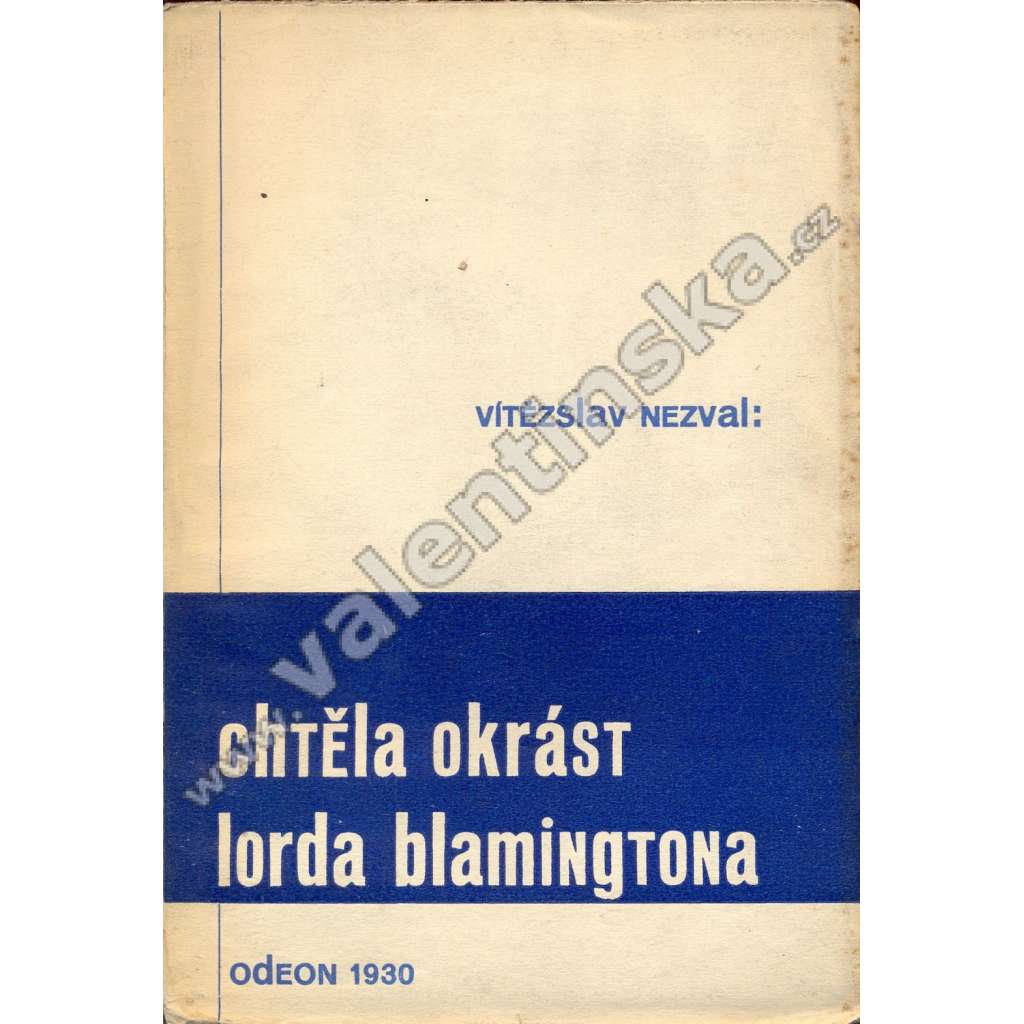 VÍTĚZslav NEZval:
chTĚla okrásT
lorda blamiNgTONa
OdEON 1930
www.valentinska.cz